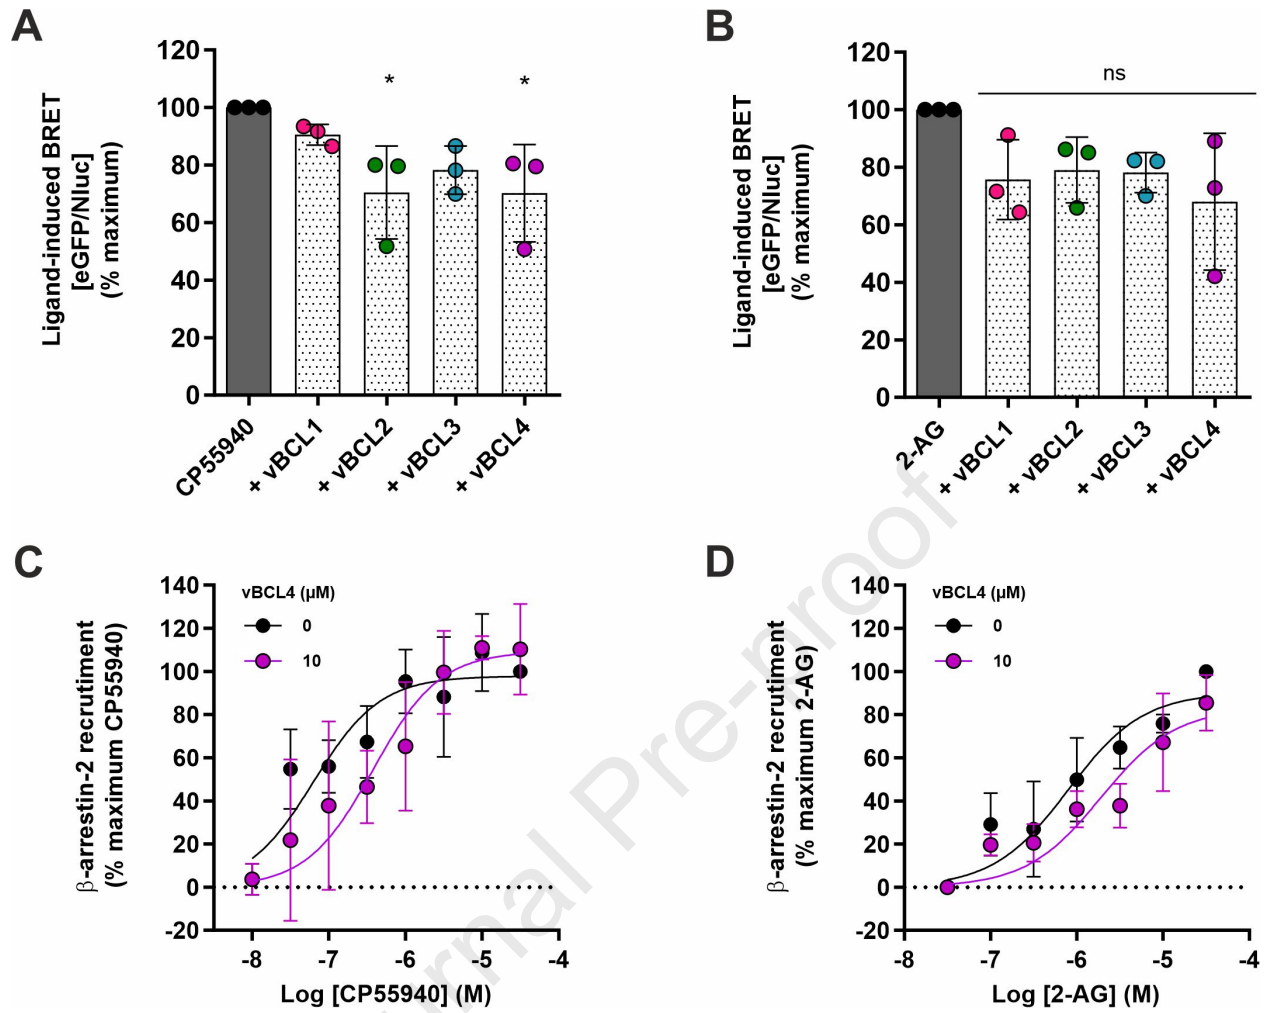 A
Ligand-induced BRET
[eGFP/Nluc]
(% maximum)
120
100
80
60
40
20
0
*
*
CP55940
+ vBCL1
+ vBCL2
+ vBCL3
+ vBCL4
B
Ligand-induced BRET
[eGFP/Nluc]
(% maximum)
120
100
80
60
40
20
0
ns
2-AG
+ vBCL1
+ vBCL2
+ vBCL3
+ vBCL4
C
β-arrestin-2 recrutiment
(% maximum CP55940)
140
120
100
80
60
40
20
0
-20
vBCL4 (µM)
0
10
-8
-7
-6
-5
-4
Log [CP55940] (M)
D
β-arrestin-2 recrutiment
(% maximum 2-AG)
140
120
100
80
60
40
20
0
-20
vBCL4 (µM)
0
10
-8
-7
-6
-5
-4
Log [2-AG] (M)
urnal Pre-proof